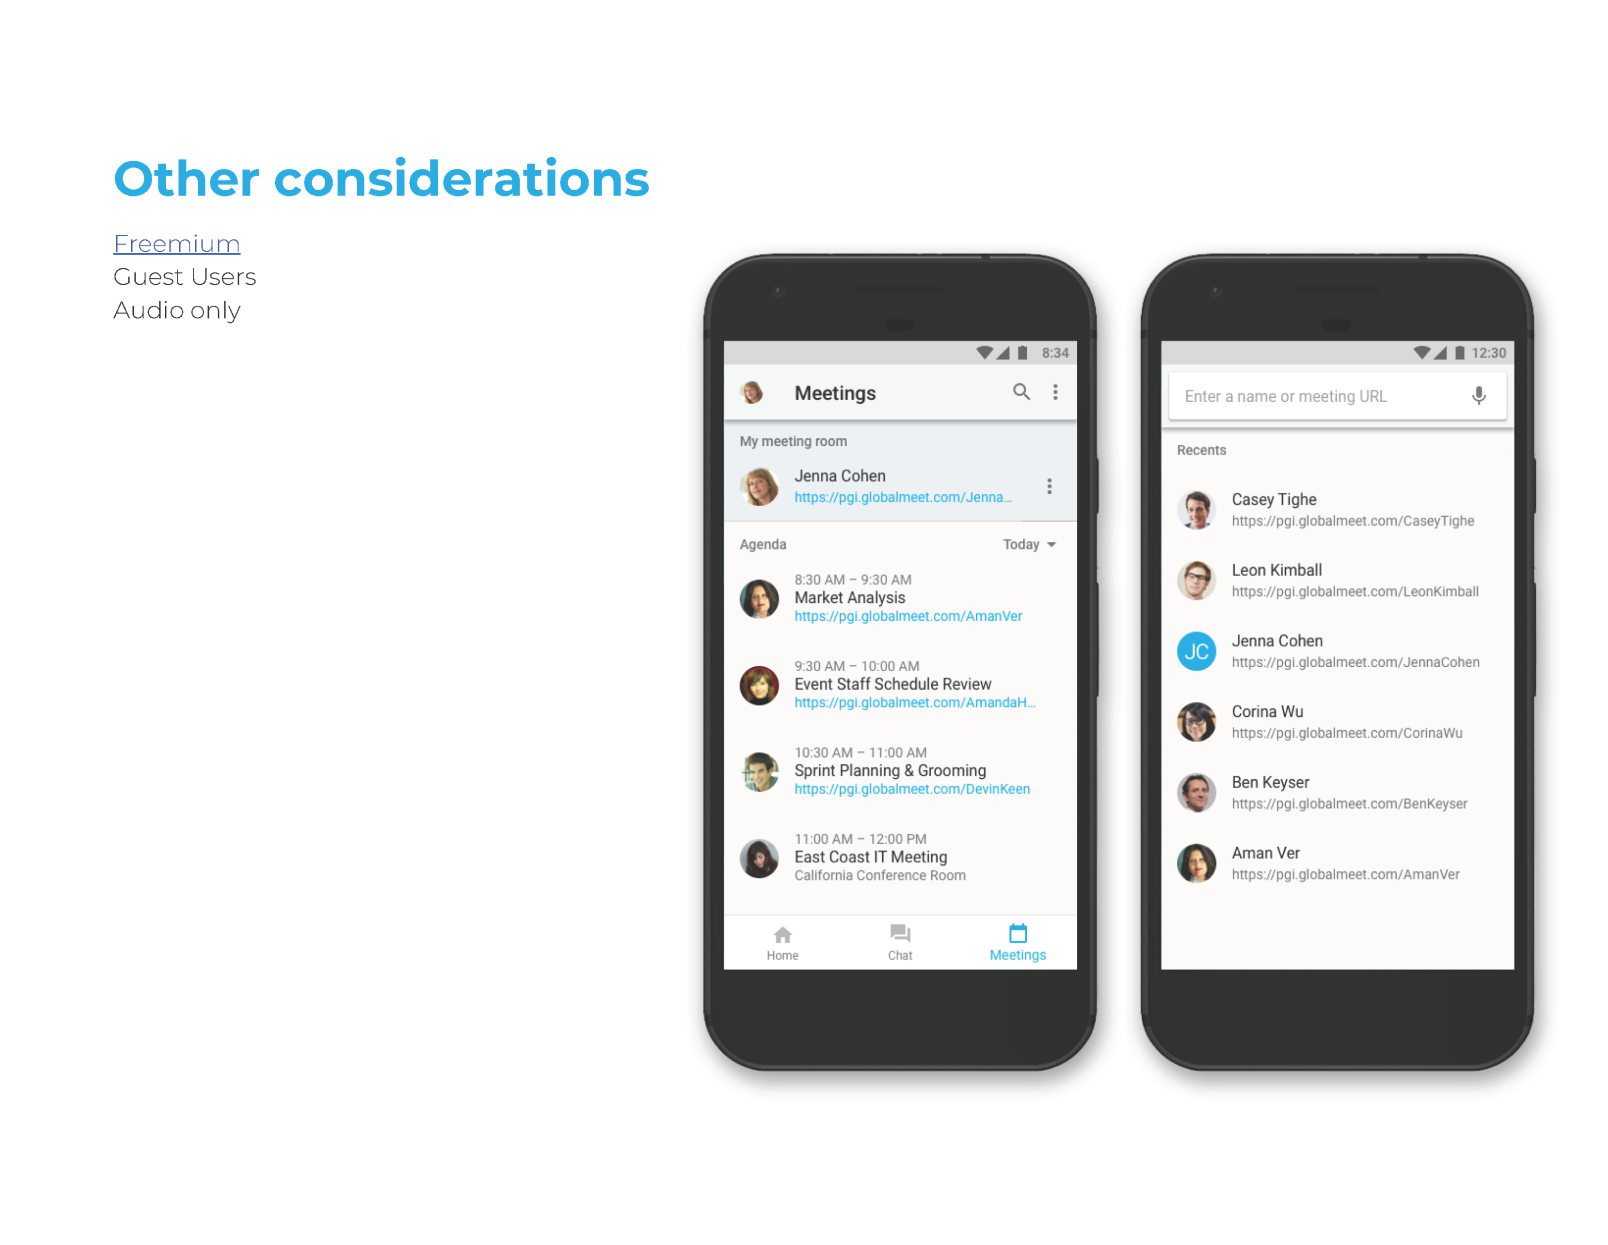 Other considerations
Freemium
Guest Users
Audio only
8:34
Meetings
My meeting room
Jenna Cohen
https://pgi.globalmeet.com/Jenna...
Agenda
Today
8:30 AM – 9:30 AM
Market Analysis
https://pgi.globalmeet.com/AmanVer
9:30 AM – 10:00 AM
Event Staff Schedule Review
https://pgi.globalmeet.com/AmandaH...
10:30 AM – 11:00 AM
Sprint Planning & Grooming
https://pgi.globalmeet.com/DevinKeen
11:00 AM – 12:00 PM
East Coast IT Meeting
California Conference Room
Home
Chat
Meetings
12:30
Enter a name or meeting URL
Recents
Casey Tighe
https://pgi.globalmeet.com/CaseyTighe
Leon Kimball
https://pgi.globalmeet.com/LeonKimball
JC
Jenna Cohen
https://pgi.globalmeet.com/JennaCohen
Corina Wu
https://pgi.globalmeet.com/CorinaWu
Ben Keyser
https://pgi.globalmeet.com/BenKeyser
Aman Ver
https://pgi.globalmeet.com/AmanVer